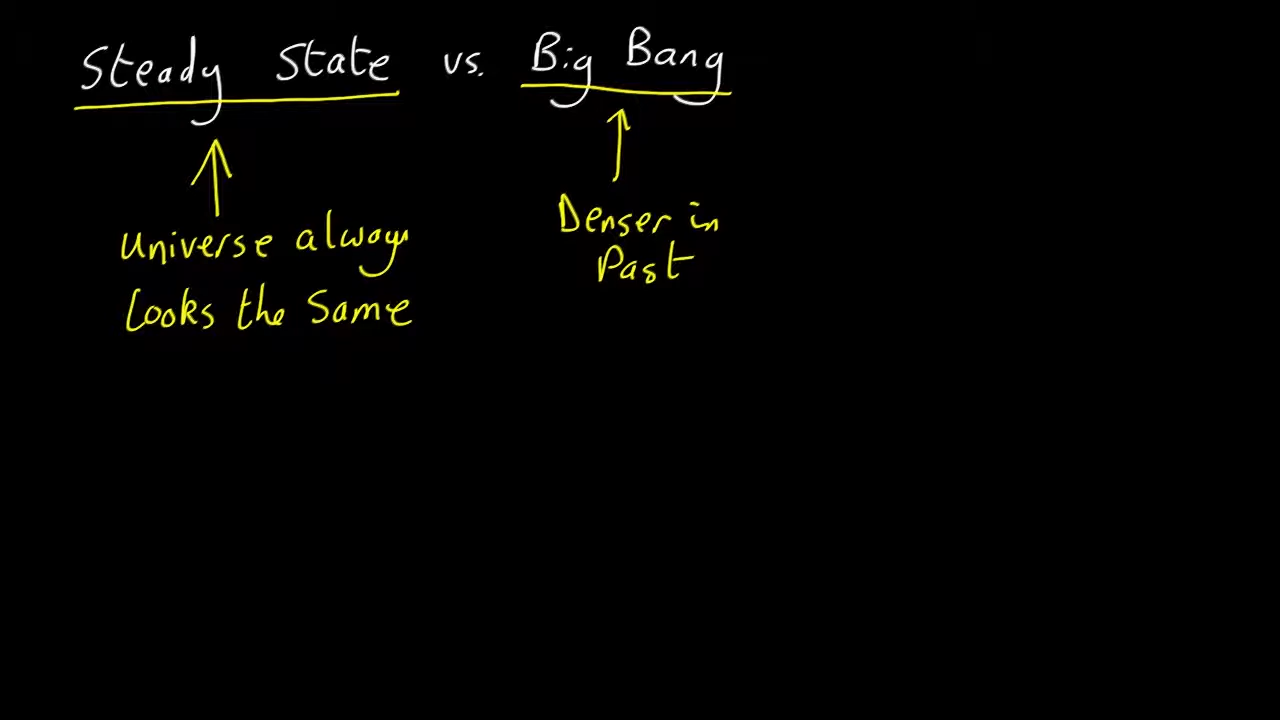 Steady State vs. Big Bang
Universe always
Looks the Same
Denser in
Past